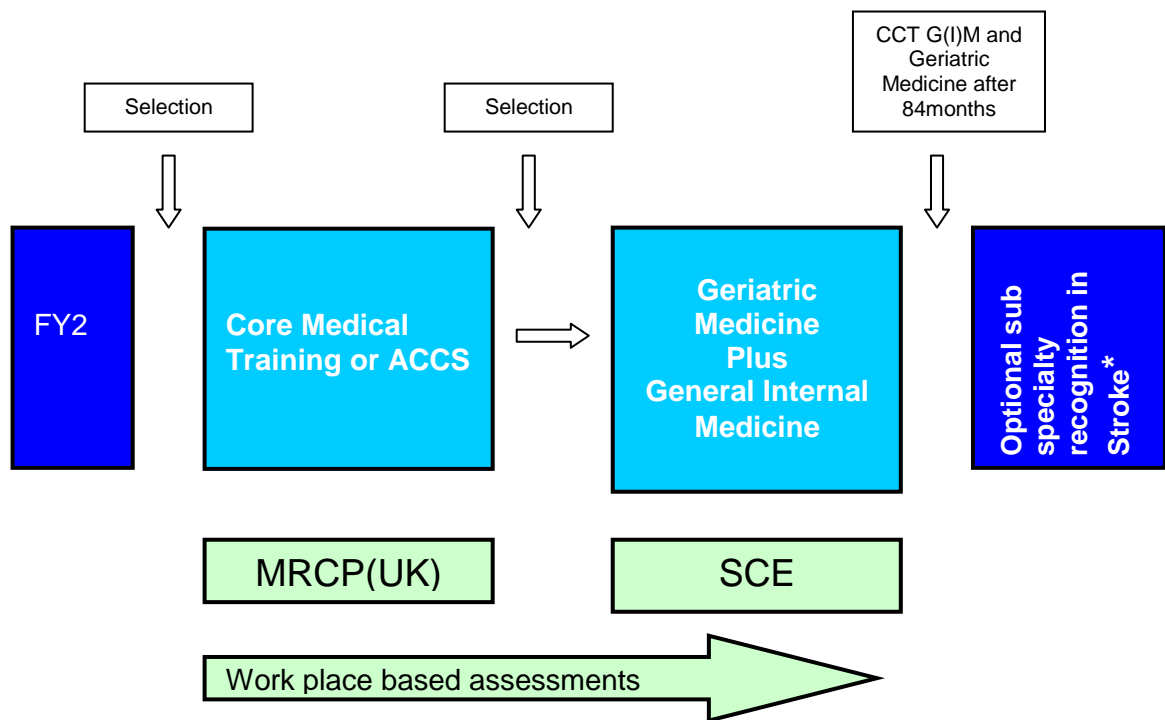 CCT G(I)M and
Geriatric
Medicine after
84months
Selection
Selection
FY2
Core Medical
Training or ACCS
Geriatric
Medicine
Plus
General Internal
Medicine
Optional sub
specialty
recognition in
Stroke*
MRCP(UK)
SCE
Work place based assessments